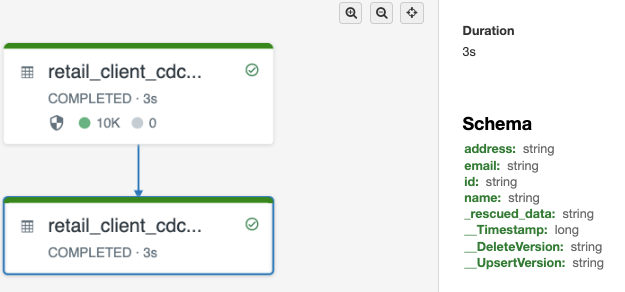 retail_client_cdc...
COMPLETED · 3s
10K 0
retail_client_cdc...
COMPLETED · 3s
Duration
3s
Schema
address: string
email: string
id: string
name: string
_rescued_data: string
__Timestamp: long
__DeleteVersion: string
__UpsertVersion: string